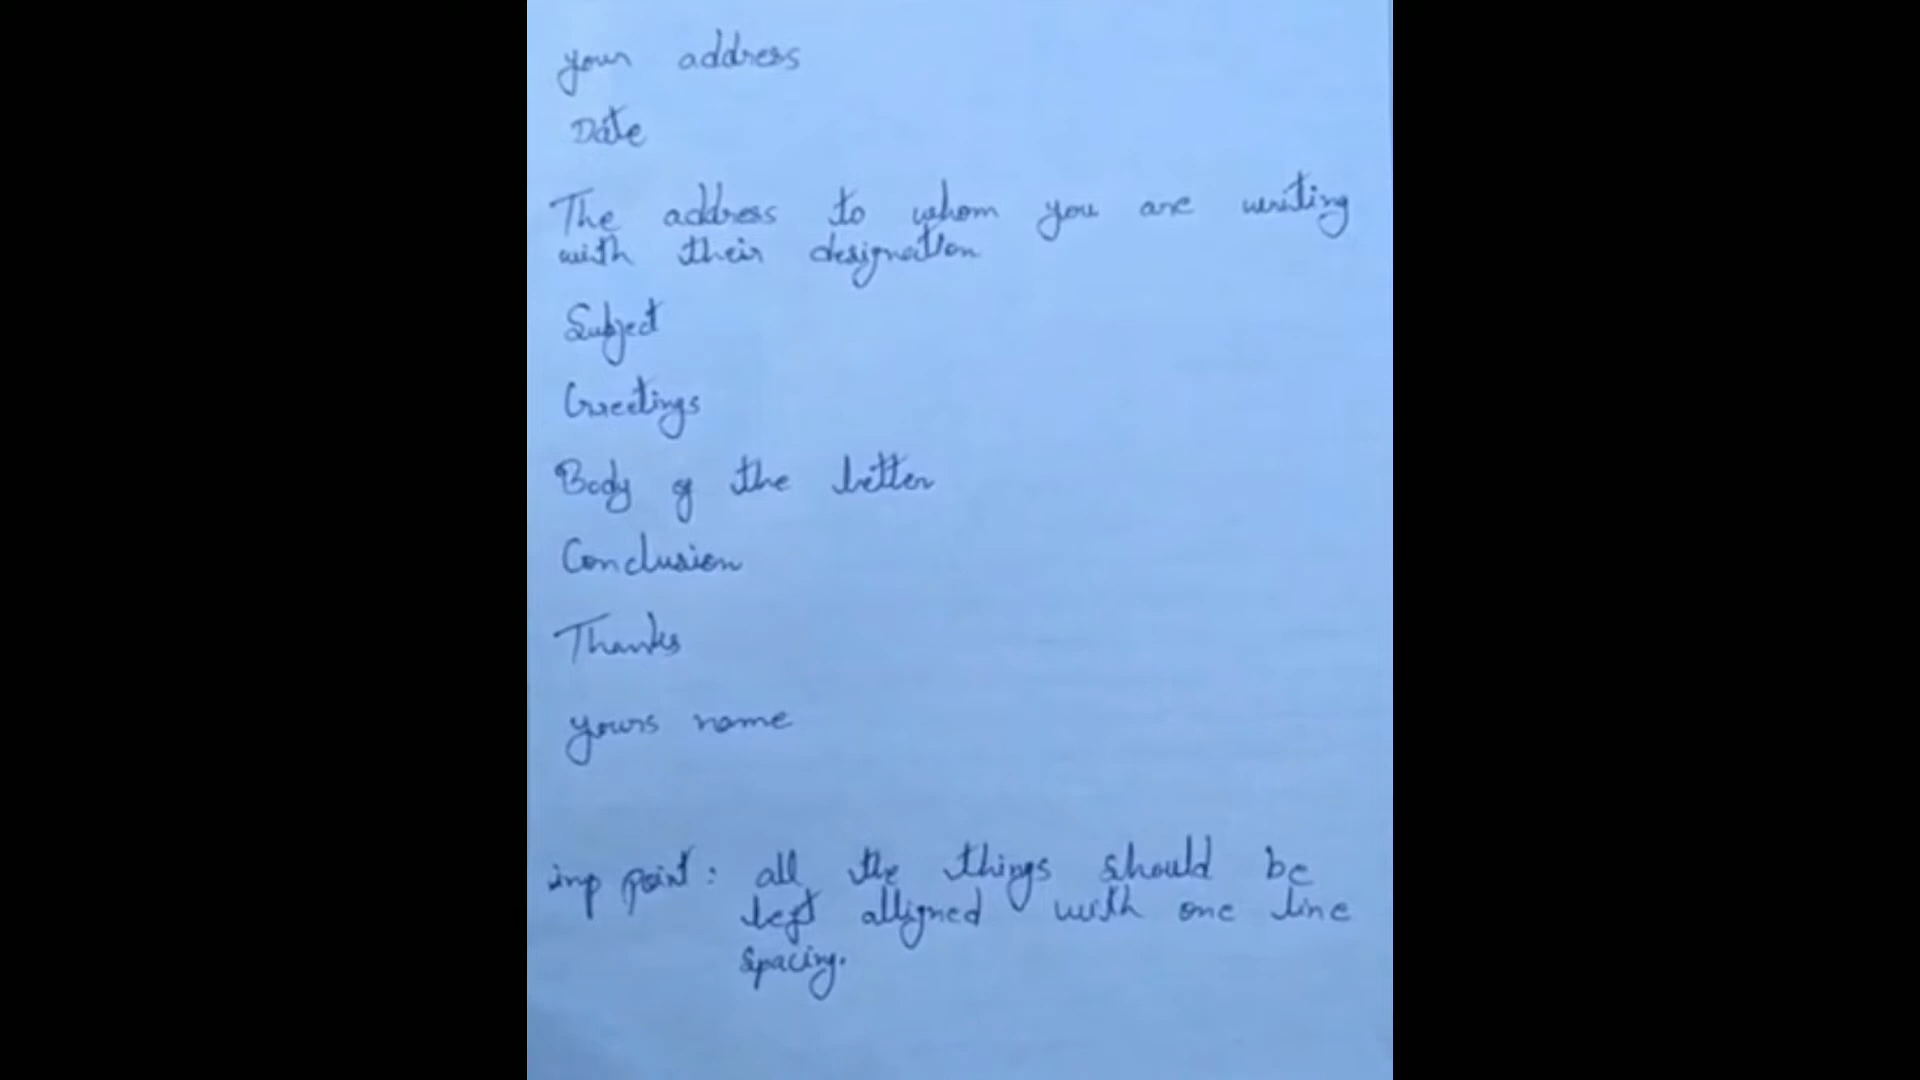 your address
Date
The address to whom you are writing
with their designation
Subject
Greetings
Body of the letter
Conclusion
Thanks
yours name
imp point : all the things should be
left alligned with one line
spacing.